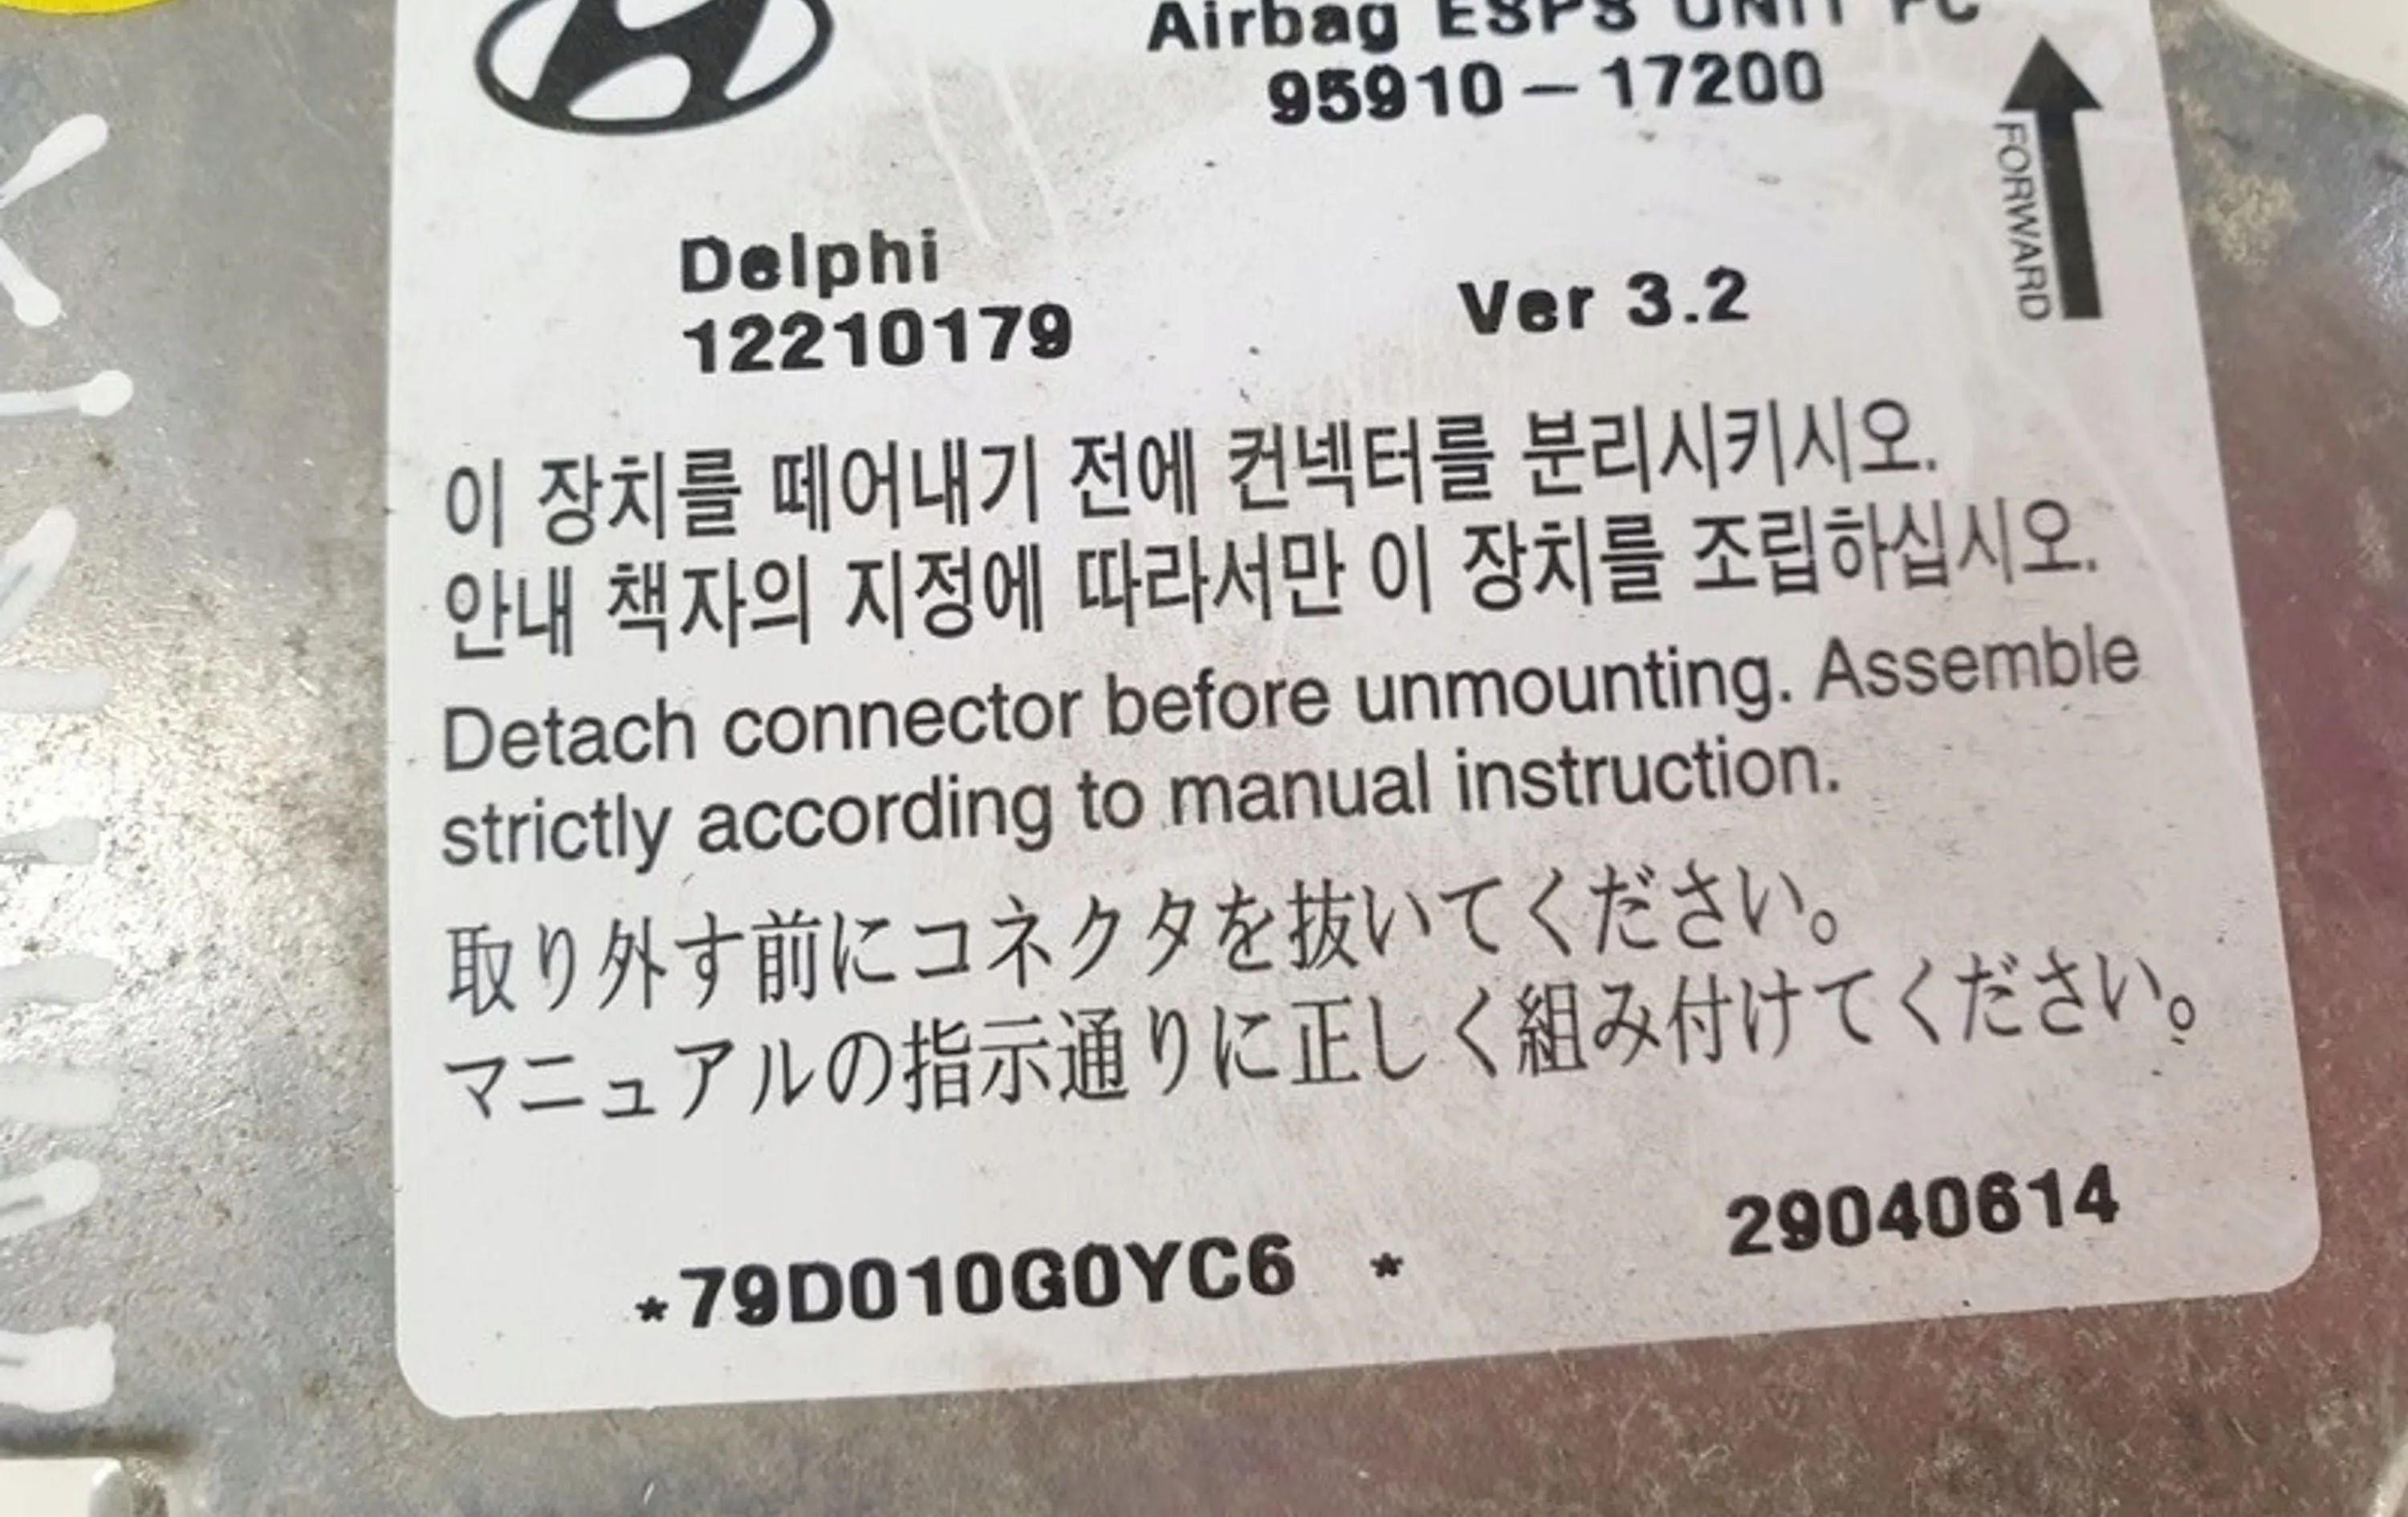 Airbag ESPS UNIT FC
95910-17200
FORWARD
Delphi
12210179
Ver 3.2
이 장치를 떼어내기 전에 컨넥터를 분리시키시오.
안내 책자의 지정에 따라서만 이 장치를 조립하십시오.
Detach connector before unmounting. Assemble
strictly according to manual instruction.
取り外す前にコネクタを抜いてください。
マニュアルの指示通りに正しく組み付けてください。
*79D010G0YC6 *
29040614